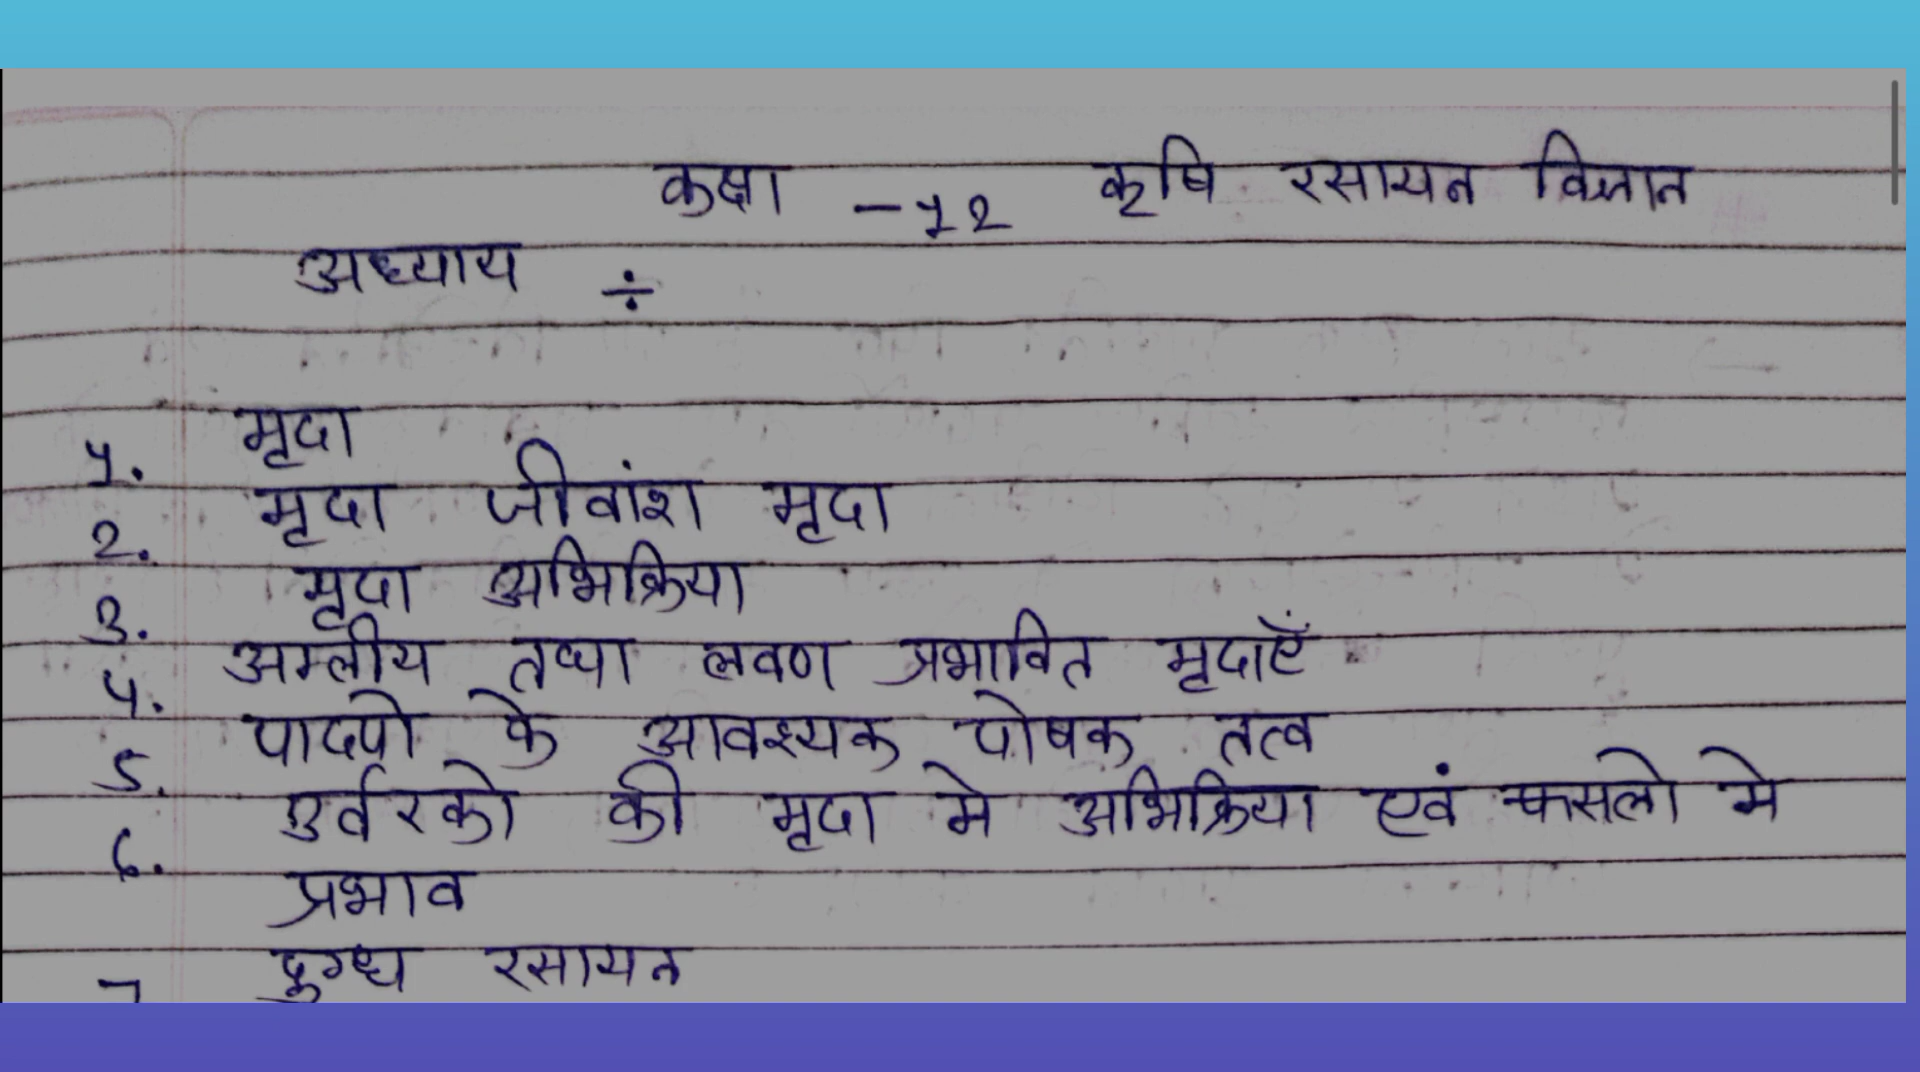 कक्षा - 12 कृषि रसायन विज्ञान
अध्याय ÷
1. मृदा
2. मृदा जीवांश मृदा
3. मृदा अभिक्रिया
4. अम्लीय तथा लवण प्रभावित मृदाएँ
5. पादपो के आवश्यक पोषक तत्व
6. उर्वरको की मृदा मे अभिक्रिया एवं फसलो मे
प्रभाव
7 दुग्ध रसायन